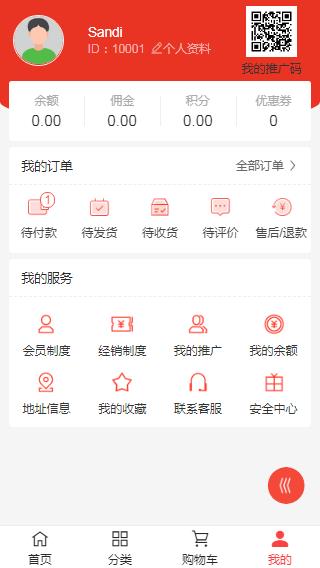 Sandi
ID：10001 个人资料
我的推广码
余额 佣金 积分 优惠券
0.00 0.00 0.00 0
我的订单 全部订单
1
待付款 待发货 待收货 待评价 售后/退款
我的服务
会员制度 经销制度 我的推广 我的余额
地址信息 我的收藏 联系客服 安全中心
首页 分类 购物车 我的